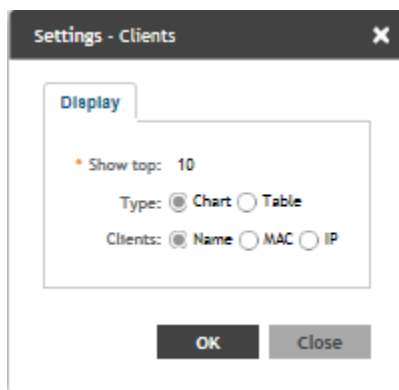 Settings - Clients
Display
* Show top: 10
Type: Chart Table
Clients: Name MAC IP
OK Close